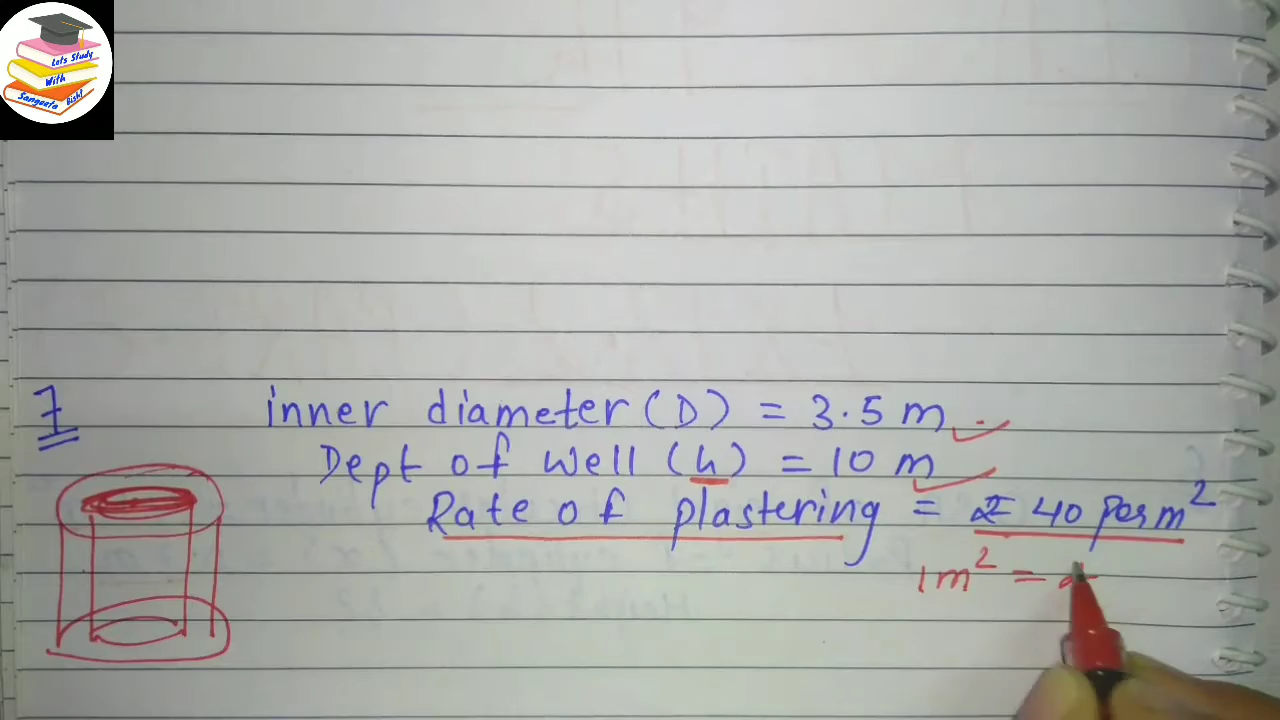 Lets Study
With
Sangeeta Bisht
7
inner diameter (D) = 3.5 m
Dept of well (h) = 10 m
Rate of plastering = ₹ 40 per m²
1m² = ₹